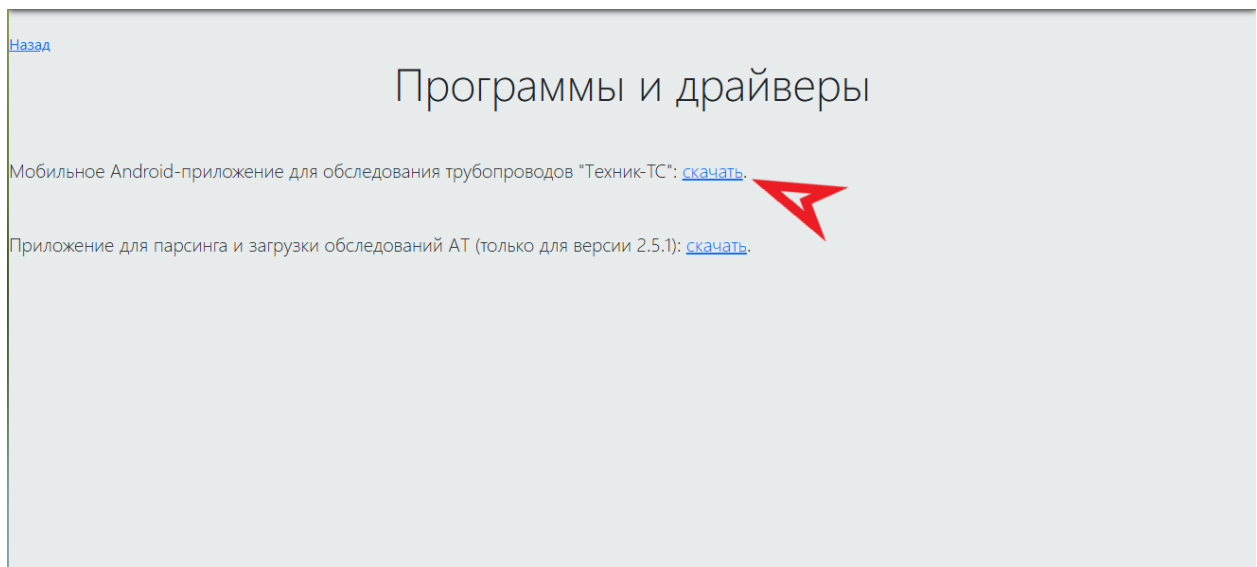 Назад
Программы и драйверы
Мобильное Android-приложение для обследования трубопроводов "Техник-ТС": скачать.
Приложение для парсинга и загрузки обследований АТ (только для версии 2.5.1): скачать.